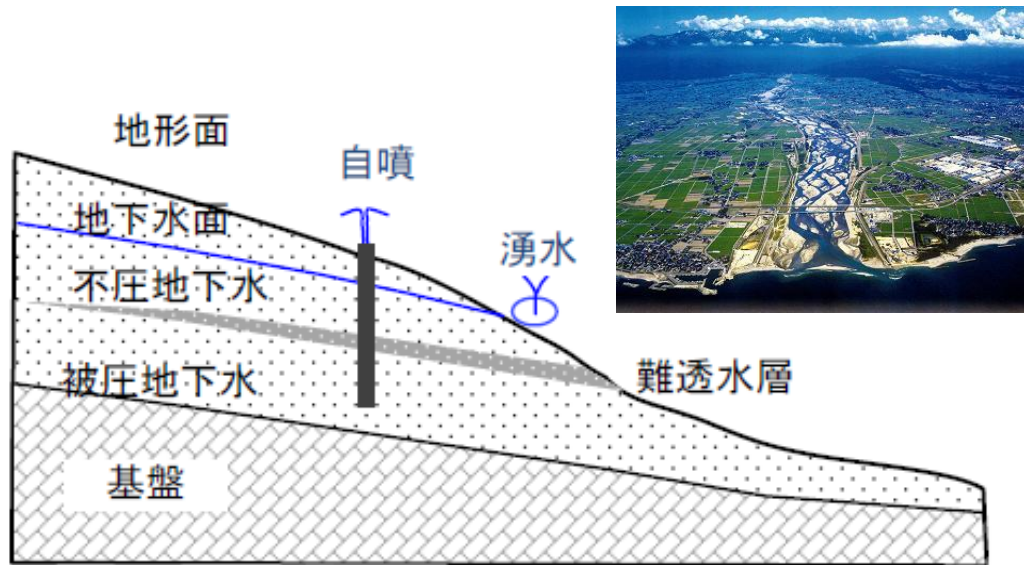 地形面
自噴
地下水面
湧水
不圧地下水
被圧地下水
難透水層
基盤